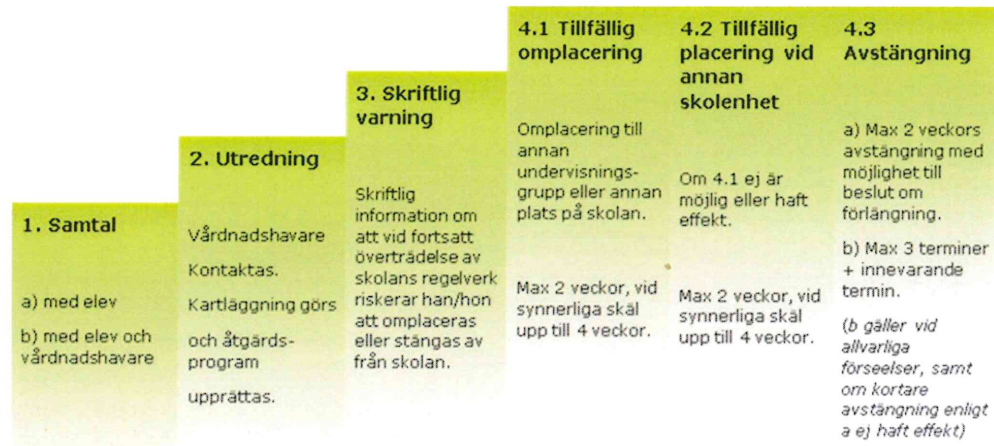 1. Samtal
a) med elev
b) med elev och
vårdnadshavare
2. Utredning
Vårdnadshavare
Kontaktas.
Kartläggning görs
och åtgärds-
program
upprättas.
3. Skriftlig
varning
Skriftlig
information om
att vid fortsatt
överträdelse av
skolans regelverk
riskerar han/hon
att omplaceras
eller stängas av
från skolan.
4.1 Tillfällig
omplacering
Omplacering till
annan
undervisnings-
grupp eller annan
plats på skolan.
Max 2 veckor, vid
synnerliga skäl
upp till 4 veckor.
4.2 Tillfällig
placering vid
annan
skolenhet
Om 4.1 ej är
möjlig eller haft
effekt.
Max 2 veckor, vid
synnerliga skäl
upp till 4 veckor.
4.3
Avstängning
a) Max 2 veckors
avstängning med
möjlighet till
beslut om
förlängning.
b) Max 3 terminer
+ innevarande
termin.
(b gäller vid
allvarliga
förseelser, samt
om kortare
avstängning enligt
a ej haft effekt)